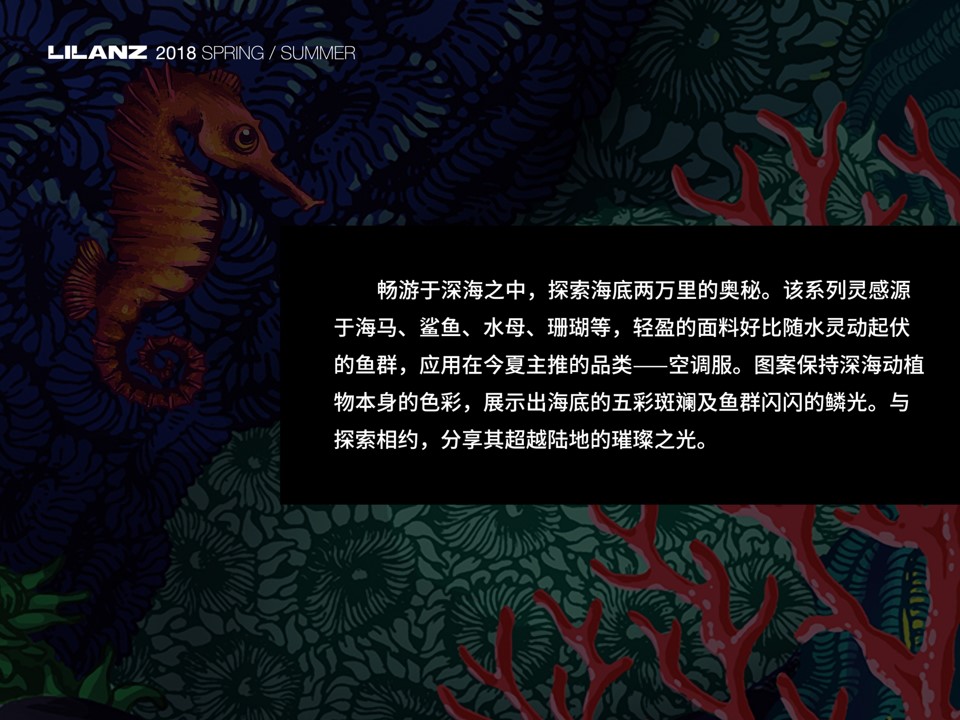 LILANZ 2018 SPRING / SUMMER
畅游于深海之中，探索海底两万里的奥秘。该系列灵感源
于海马、鲨鱼、水母、珊瑚等，轻盈的面料好比随水灵动起伏
的鱼群，应用在今夏主推的品类——空调服。图案保持深海动植
物本身的色彩，展示出海底的五彩斑斓及鱼群闪闪的鳞光。与
探索相约，分享其超越陆地的璀璨之光。